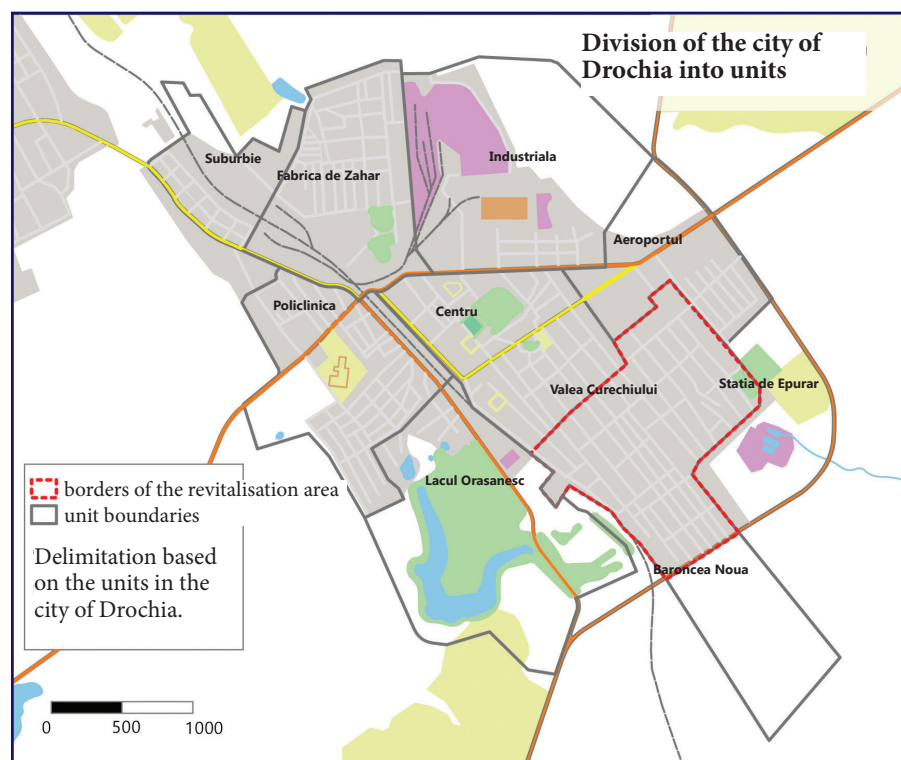 Division of the city of
Drochia into units
Suburbie
Fabrica de Zahar
Industriala
Aeroportul
Policlinica
Centru
Valea Curechiului
Statia de Epurar
Lacul Orasanesc
Baroncea Noua
borders of the revitalisation area
unit boundaries
Delimitation based
on the units in the
city of Drochia.
0 500 1000